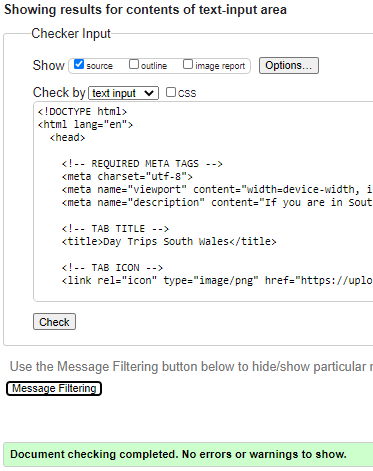 Showing results for contents of text-input area
Checker Input
Show source outline image report Options...
Check by text input css
<!DOCTYPE html>
<html lang="en">
<head>
<!-- REQUIRED META TAGS -->
<meta charset="utf-8">
<meta name="viewport" content="width=device-width, i
<meta name="description" content="If you are in Sout
<!-- TAB TITLE -->
<title>Day Trips South Wales</title>
<!-- TAB ICON -->
<link rel="icon" type="image/png" href="https://uplo
Check
Use the Message Filtering button below to hide/show particular
Message Filtering
Document checking completed. No errors or warnings to show.